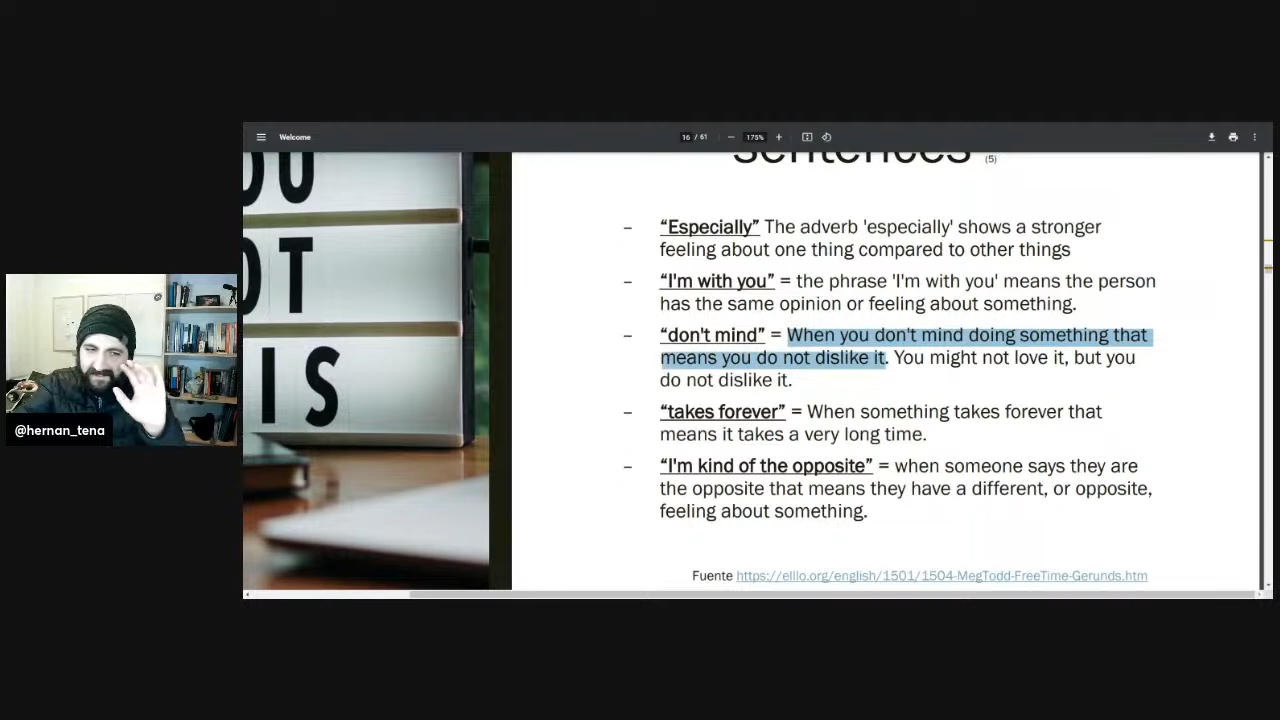 Welcome
16 / 61
175%
sentences (5)
OU
OT
IS
– “Especially” The adverb 'especially' shows a stronger
feeling about one thing compared to other things
– “I'm with you” = the phrase 'I'm with you' means the person
has the same opinion or feeling about something.
– “don't mind” = When you don't mind doing something that
means you do not dislike it. You might not love it, but you
do not dislike it.
– “takes forever” = When something takes forever that
means it takes a very long time.
– “I'm kind of the opposite” = when someone says they are
the opposite that means they have a different, or opposite,
feeling about something.
Fuente https://elllo.org/english/1501/1504-MegTodd-FreeTime-Gerunds.htm
@hernan_tena